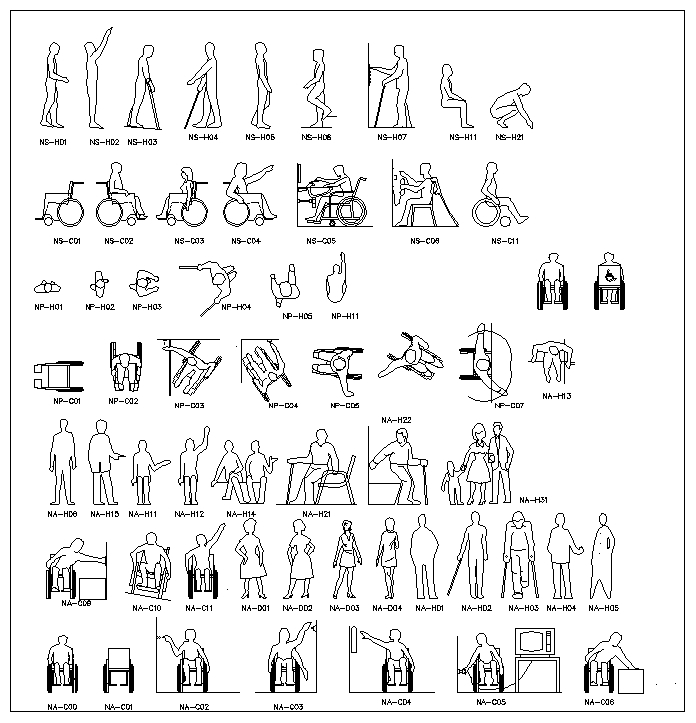 NS-H01 NS-H02 NS-H03 NS-H04 NS-H05 NS-H06 NS-H07 NS-H11 NS-H21
NS-C01 NS-C02 NS-C03 NS-C04 NS-C05 NS-C06 NS-C11
NP-H01 NP-H02 NP-H03 NP-H04 NP-H05 NP-H11
NP-C01 NP-C02 NP-C03 NP-C04 NP-C05 NP-C07 NA-H13
NA-H22
NA-H09 NA-H15 NA-H11 NA-H12 NA-H14 NA-H21 NA-H31
NA-C09 NA-C10 NA-C11 NA-D01 NA-DD2 NA-D03 NA-D04 NA-HD1 NA-HD2 NA-H03 NA-H04 NA-H05
NA-C00 NA-C01 NA-C02 NA-C03 NA-C04 NA-C05 NA-C06